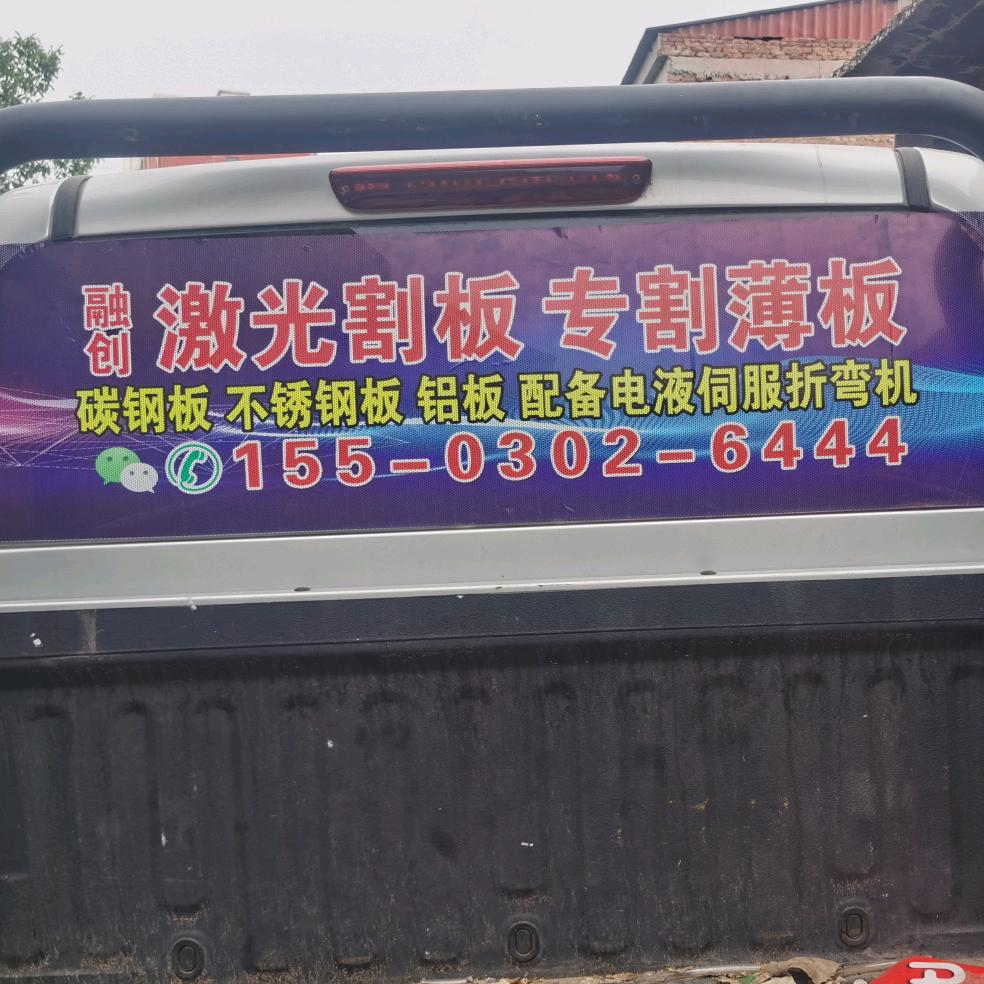 融创 激光割板 专割薄板
碳钢板 不锈钢板 铝板 配备电液伺服折弯机
155-0302-6444